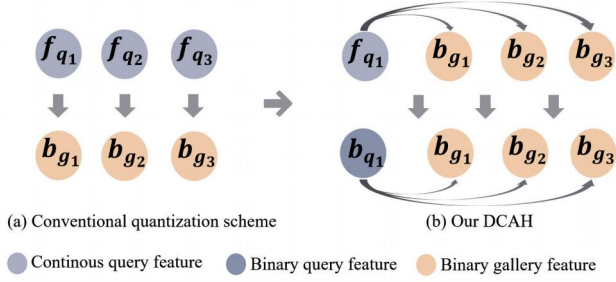 f_{q_1} f_{q_2} f_{q_3} f_{q_1} b_{g_1} b_{g_2} b_{g_3}
b_{g_1} b_{g_2} b_{g_3} b_{q_1} b_{g_1} b_{g_2} b_{g_3}
(a) Conventional quantization scheme (b) Our DCAH
Continous query feature Binary query feature Binary gallery feature